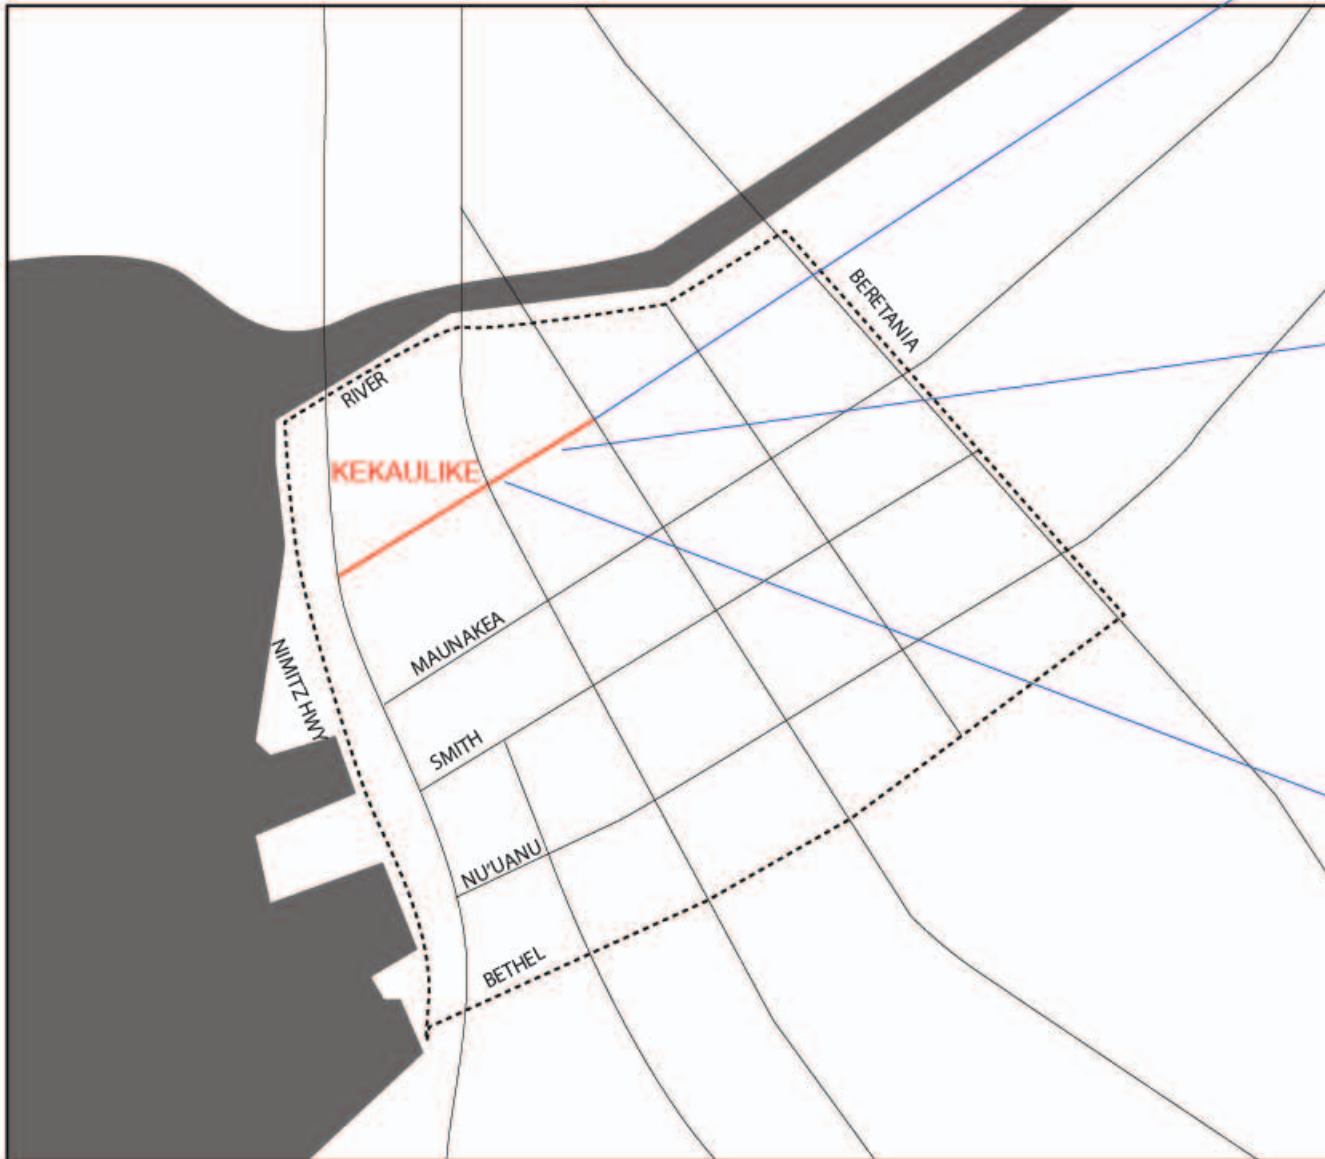 BERETANIA
RIVER
KEKAULIKE
MAUNAKEA
NIMITZ HWY
SMITH
NU'UANU
BETHEL